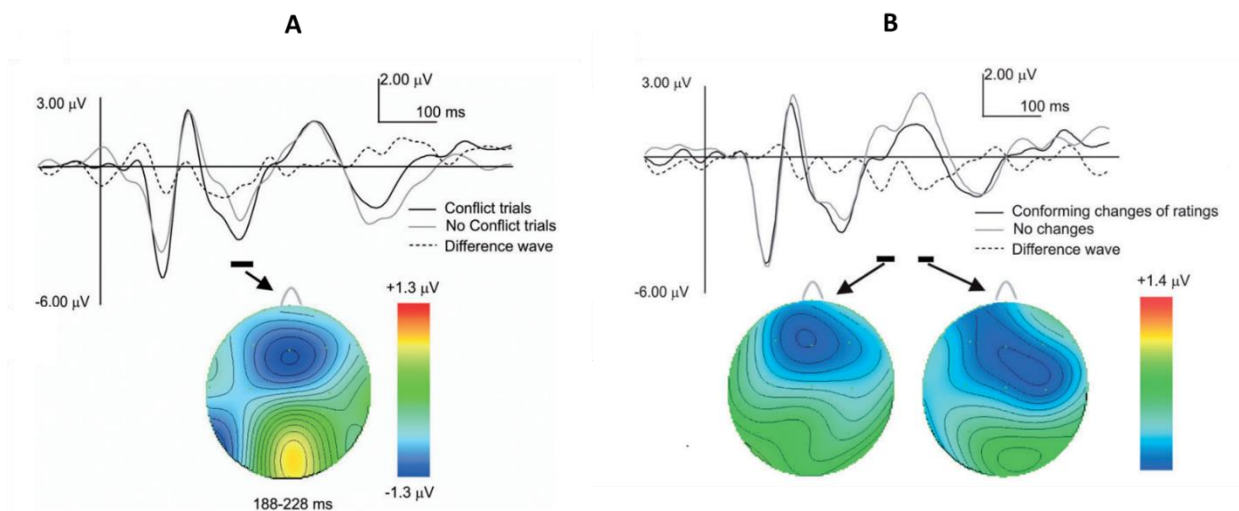 A
B
2.00 µV
3.00 µV
100 ms
Conflict trials
No Conflict trials
Difference wave
-6.00 µV
+1.3 µV
-1.3 µV
188-228 ms
2.00 µV
3.00 µV
100 ms
Conforming changes of ratings
No changes
Difference wave
-6.00 µV
+1.4 µV